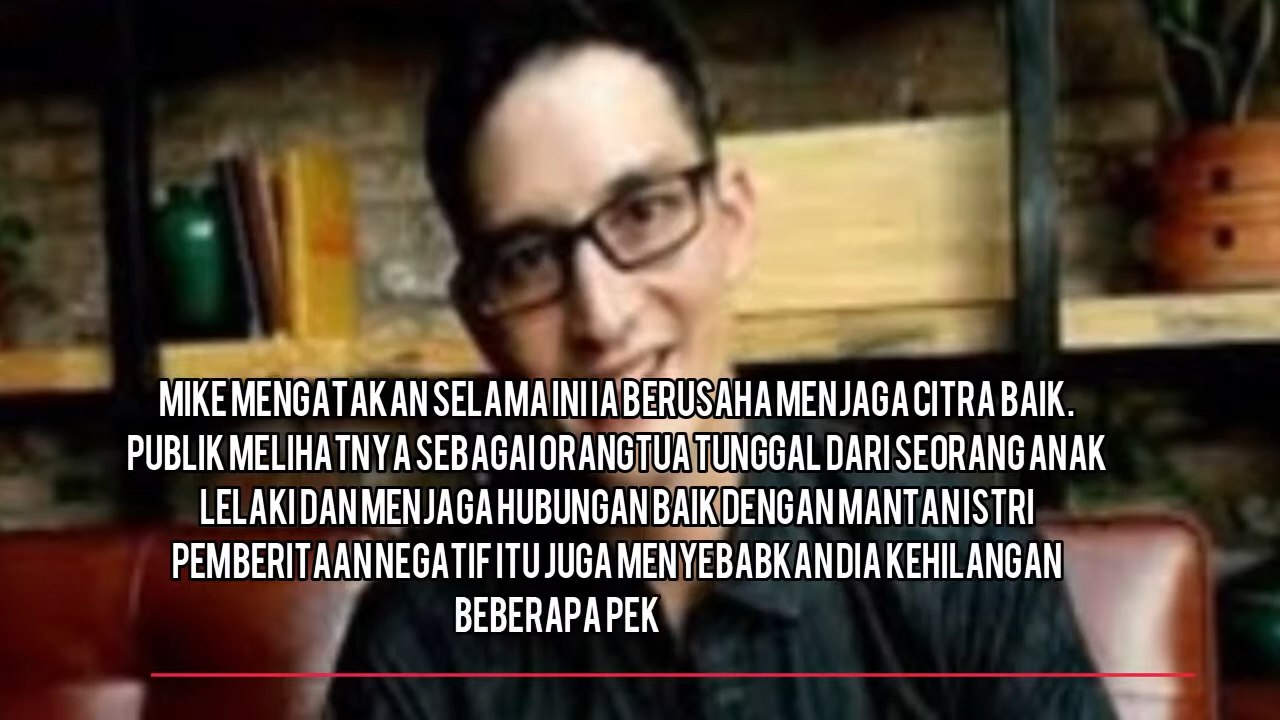 MIKE MENGATAKAN SELAMA INI IA BERUSAHA MENJAGA CITRA BAIK.
PUBLIK MELIHATNYA SEBAGAI ORANGTUA TUNGGAL DARI SEORANG ANAK
LELAKI DAN MENJAGA HUBUNGAN BAIK DENGAN MANTAN ISTRI
PEMBERITAAN NEGATIF ITU JUGA MENYEBABKAN DIA KEHILANGAN
BEBERAPA PEK